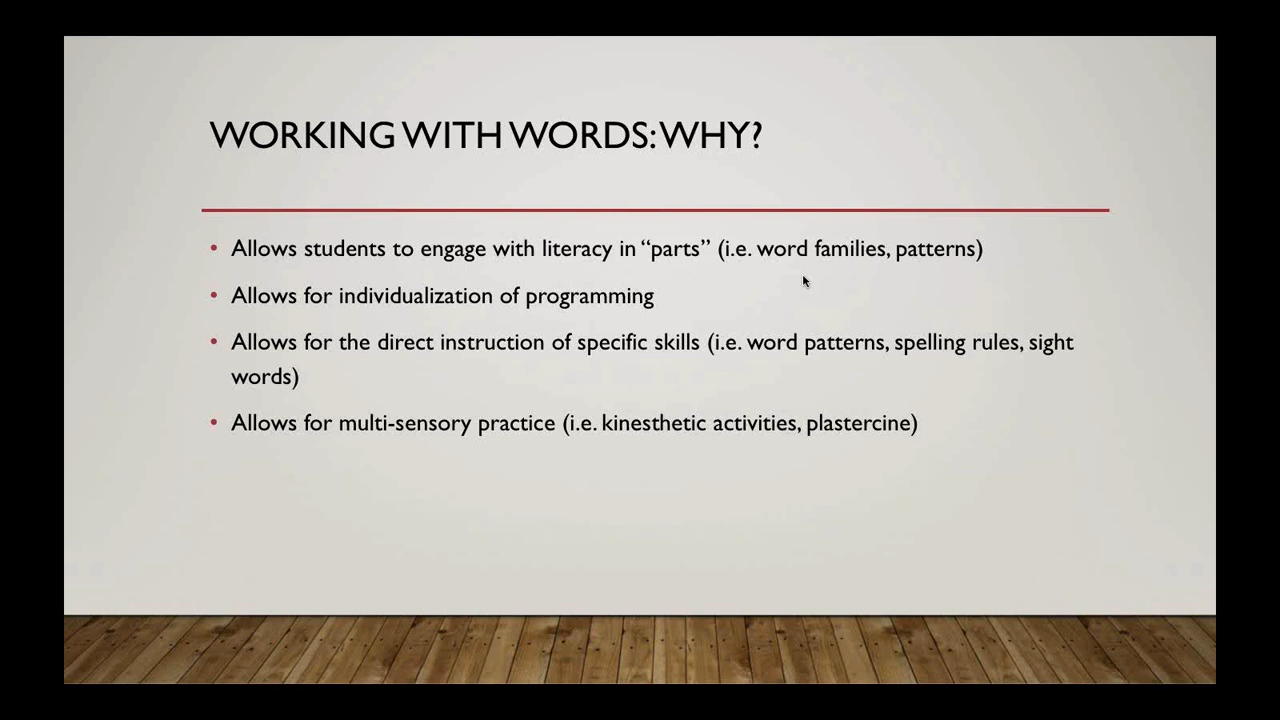 WORKING WITH WORDS: WHY?
• Allows students to engage with literacy in “parts” (i.e. word families, patterns)
• Allows for individualization of programming
• Allows for the direct instruction of specific skills (i.e. word patterns, spelling rules, sight
words)
• Allows for multi-sensory practice (i.e. kinesthetic activities, plastercine)